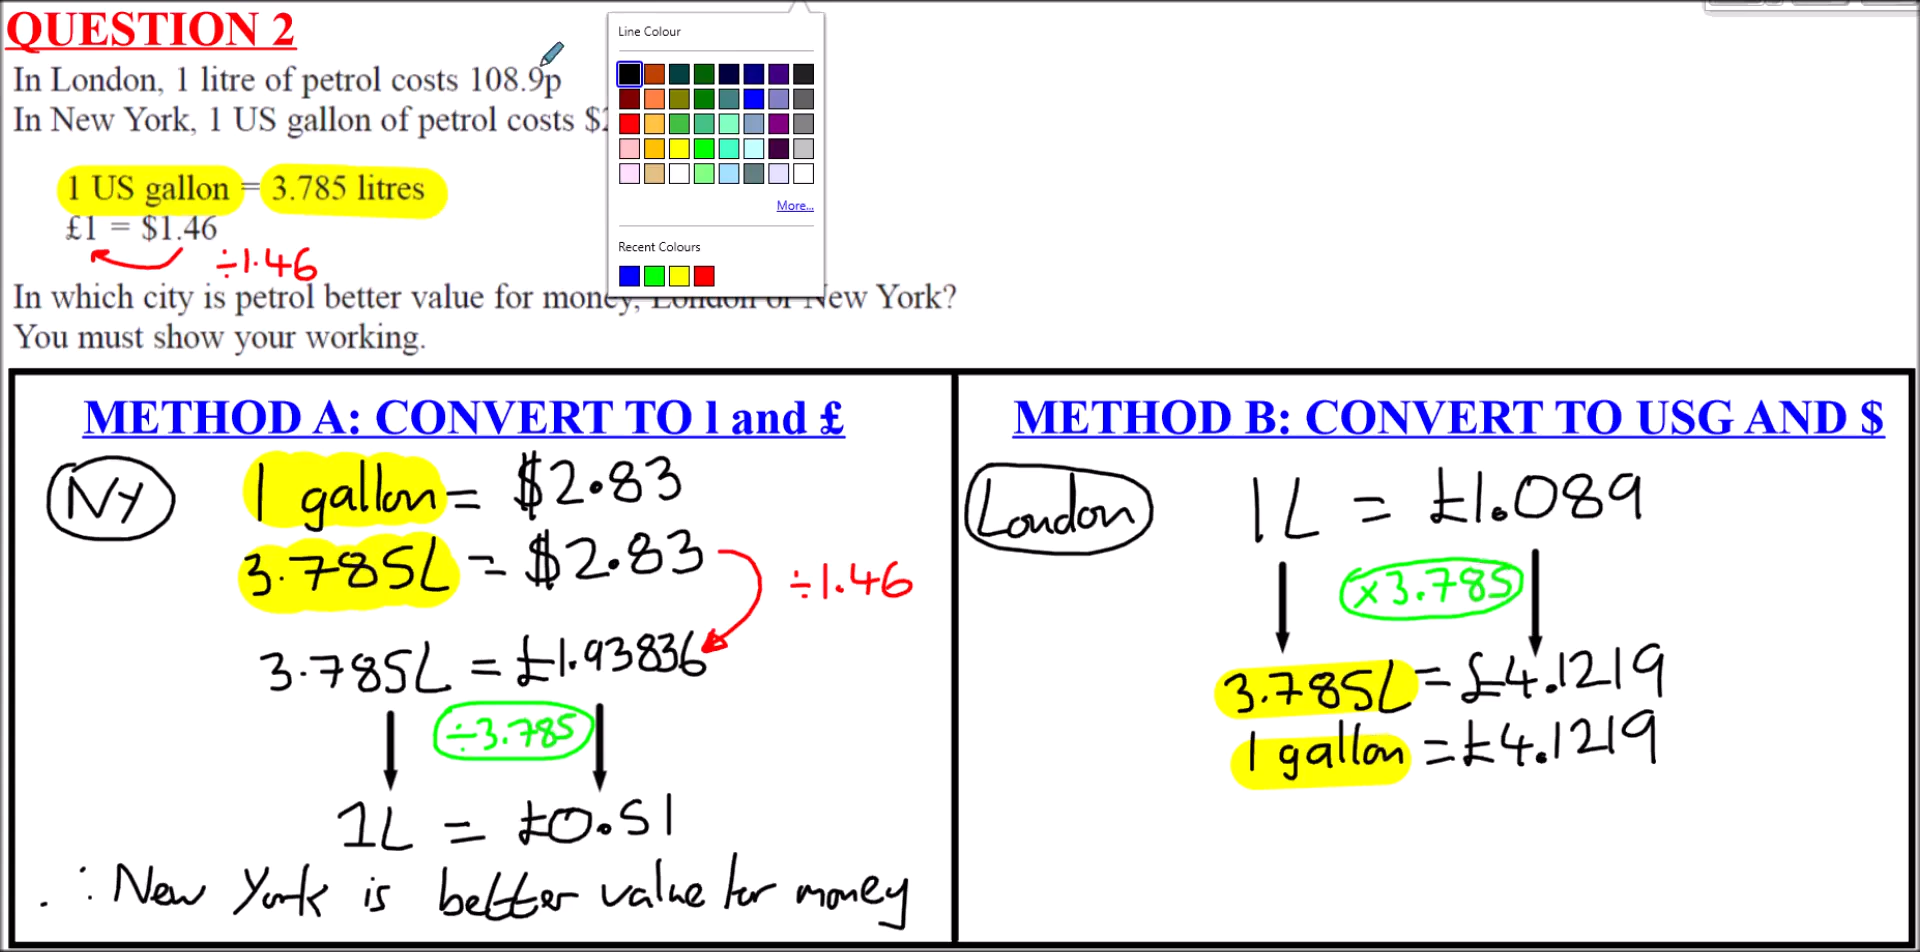 QUESTION 2
In London, 1 litre of petrol costs 108.9p
In New York, 1 US gallon of petrol costs $2
1 US gallon = 3.785 litres
£1 = $1.46
÷1.46
In which city is petrol better value for money, London or New York?
You must show your working.
Line Colour
More...
Recent Colours
METHOD A: CONVERT TO l and £
NY
1 gallon = $2.83
3.785L = $2.83
÷1.46
3.785L = £1.93836
÷3.785
1L = £0.51
∴ New York is better value for money
METHOD B: CONVERT TO USG AND $
London
1L = £1.089
×3.785
3.785L = £4.1219
1 gallon = £4.1219